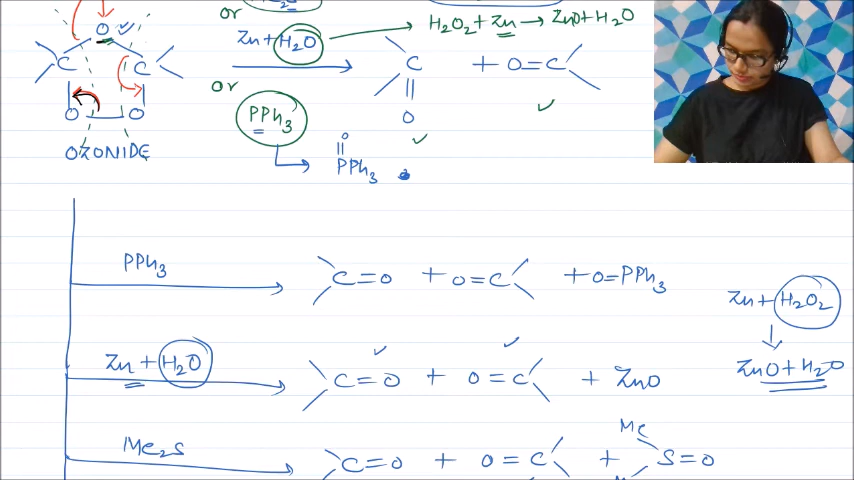 or
Zn + H2O
H2O2 + Zn → ZnO + H2O
or
PPh3
O
C C
O O
OZONIDE
C + O=C
O
O
PPh3
PPh3
C=O + O=C + O=PPh3
Zn + H2O2
ZnO + H2O
Zn + H2O
C=O + O=C + ZnO
Me2S
C=O + O=C + S=O
Me